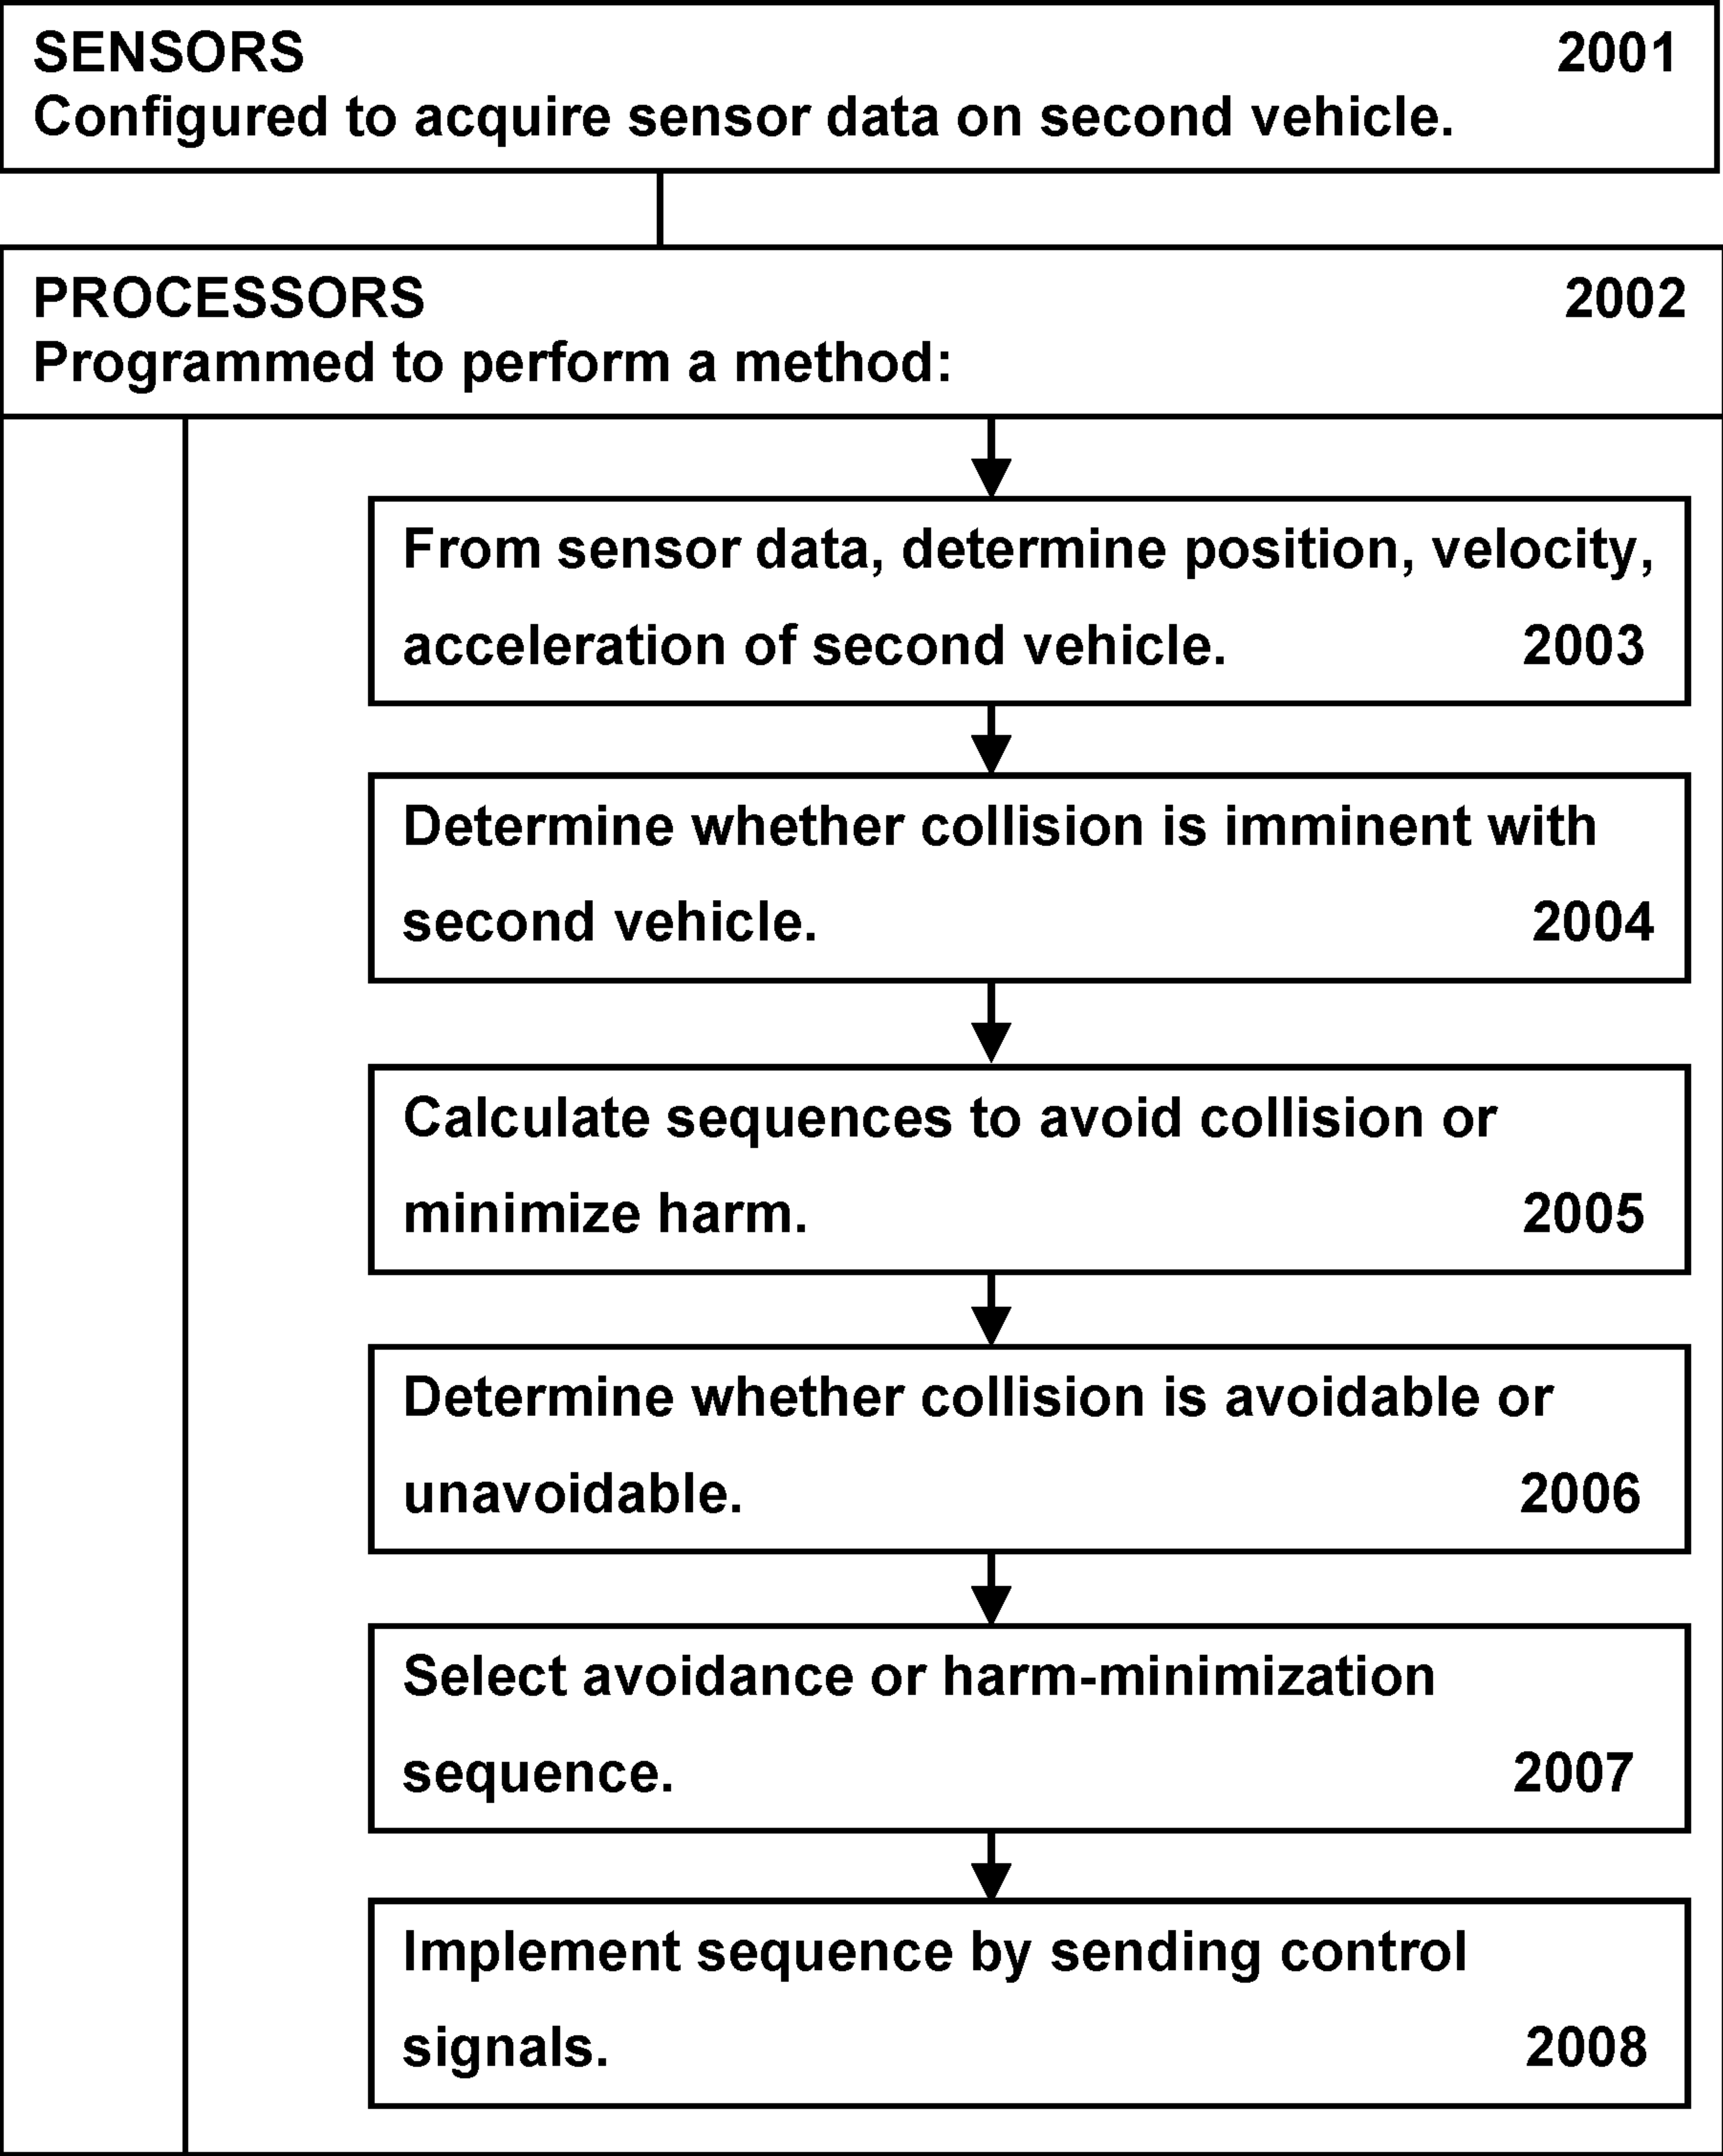 SENSORS 2001
Configured to acquire sensor data on second vehicle.
PROCESSORS 2002
Programmed to perform a method:
From sensor data, determine position, velocity,
acceleration of second vehicle. 2003
Determine whether collision is imminent with
second vehicle. 2004
Calculate sequences to avoid collision or
minimize harm. 2005
Determine whether collision is avoidable or
unavoidable. 2006
Select avoidance or harm-minimization
sequence. 2007
Implement sequence by sending control
signals. 2008